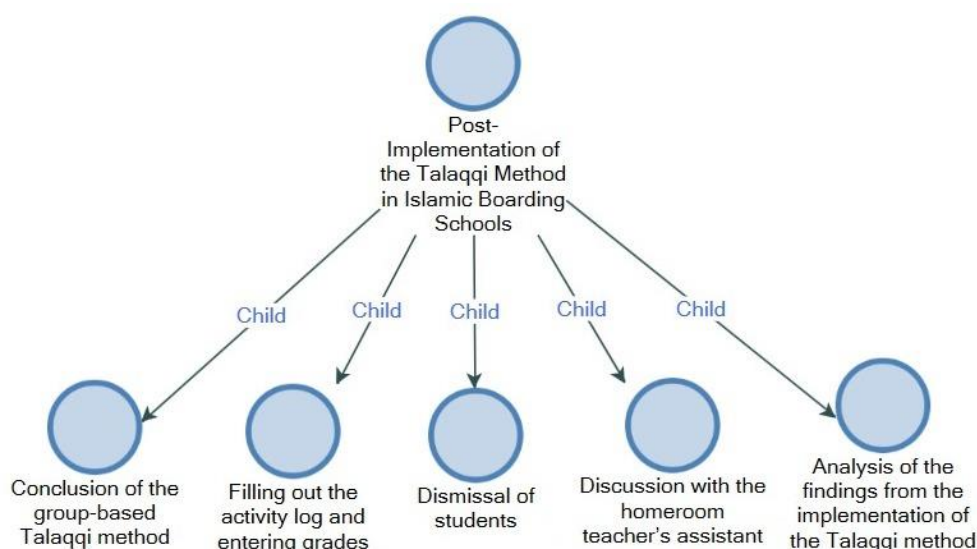 Post-
Implementation of
the Talaqqi Method
in Islamic Boarding
Schools
Child
Child
Child
Child
Child
Conclusion of the
group-based
Talaqqi method
Filling out the
activity log and
entering grades
Dismissal of
students
Discussion with the
homeroom
teacher's assistant
Analysis of the
findings from the
implementation of
the Talaqqi method